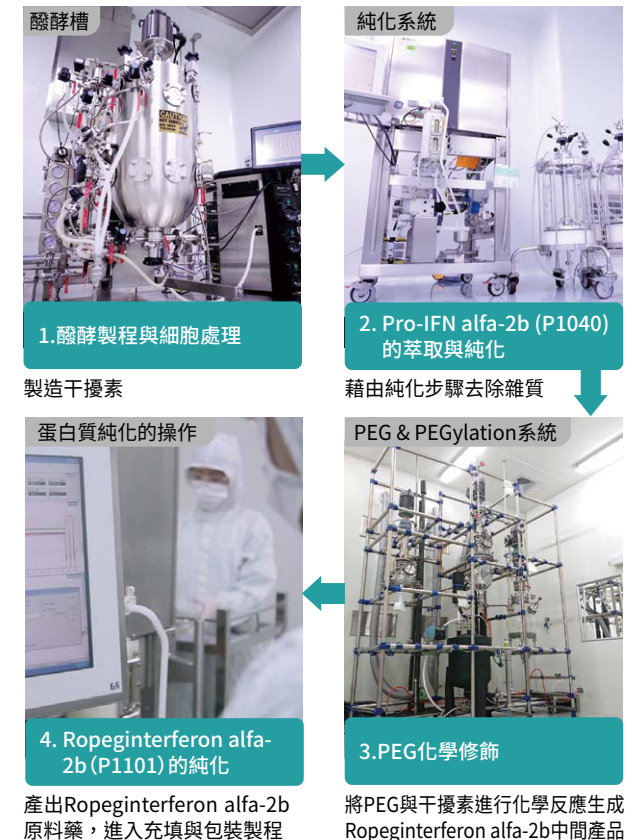 醱酵槽
純化系統
1.醱酵製程與細胞處理
2. Pro-IFN alfa-2b (P1040)
的萃取與純化
製造干擾素
藉由純化步驟去除雜質
蛋白質純化的操作
PEG & PEGylation系統
4. Ropeginterferon alfa-
2b（P1101）的純化
3.PEG化學修飾
產出Ropeginterferon alfa-2b
原料藥，進入充填與包裝製程
將PEG與干擾素進行化學反應生成
Ropeginterferon alfa-2b中間產品
CAUTION